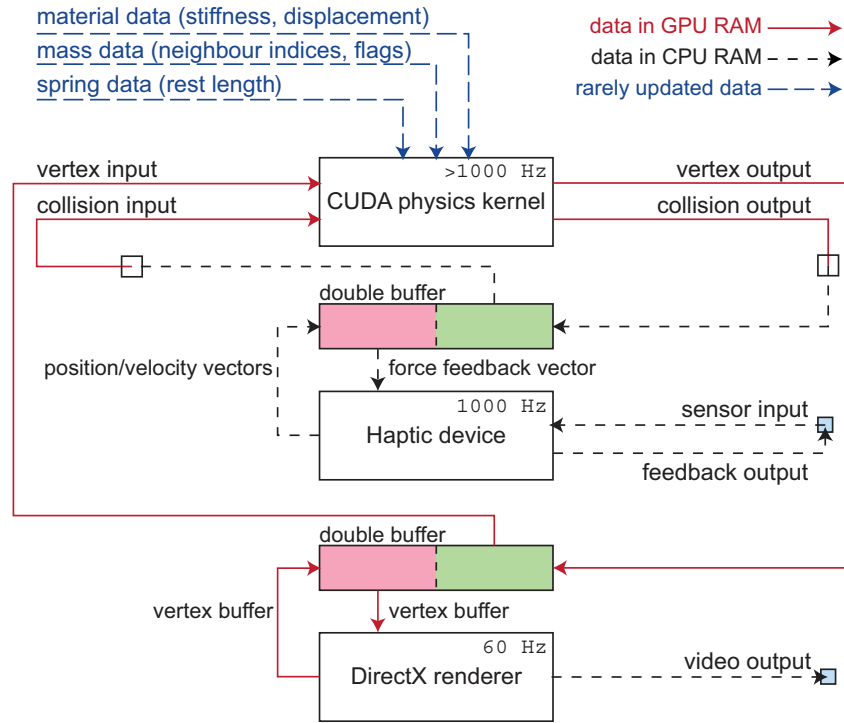 material data (stiffness, displacement)
mass data (neighbour indices, flags)
spring data (rest length)
data in GPU RAM
data in CPU RAM
rarely updated data
vertex input
collision input
>1000 Hz
CUDA physics kernel
vertex output
collision output
double buffer
position/velocity vectors
force feedback vector
1000 Hz
Haptic device
sensor input
feedback output
double buffer
vertex buffer
vertex buffer
60 Hz
DirectX renderer
video output